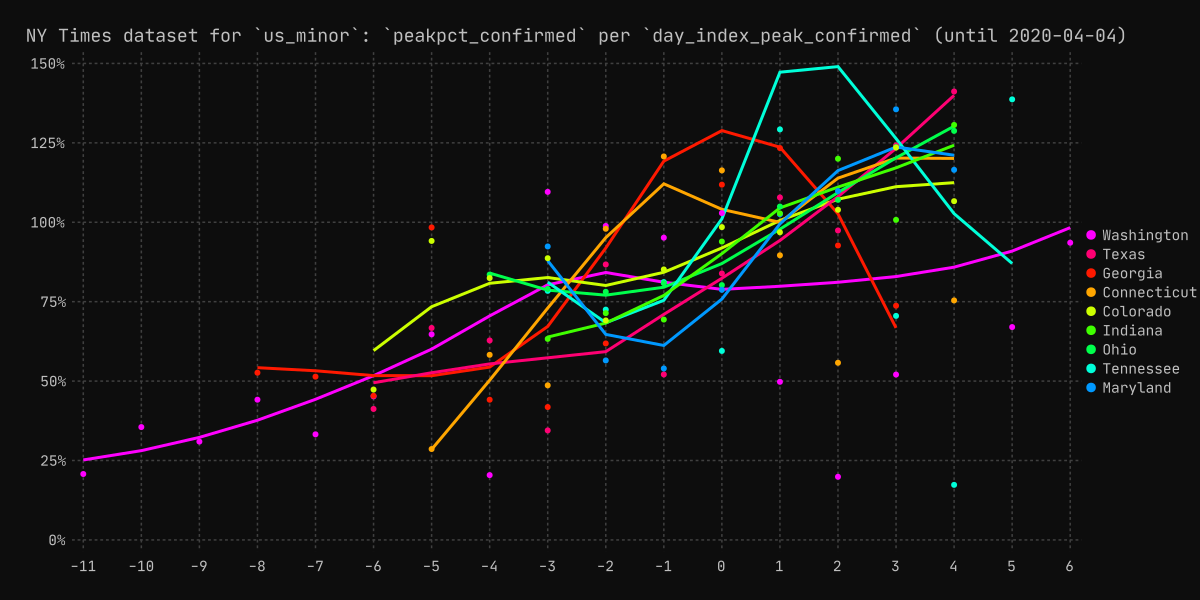 NY Times dataset for `us_minor`: `peakpct_confirmed` per `day_index_peak_confirmed` (until 2020-04-04)
150%
125%
100%
75%
50%
25%
0%
-11 -10 -9 -8 -7 -6 -5 -4 -3 -2 -1 0 1 2 3 4 5 6
Washington
Texas
Georgia
Connecticut
Colorado
Indiana
Ohio
Tennessee
Maryland